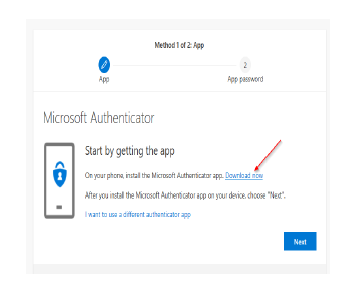 Method 1 of 2: App
2
App
App password
Microsoft Authenticator
Start by getting the app
On your phone, install the Microsoft Authenticator app. Download now
After you install the Microsoft Authenticator app on your device, choose "Next".
I want to use a different authenticator app
Next